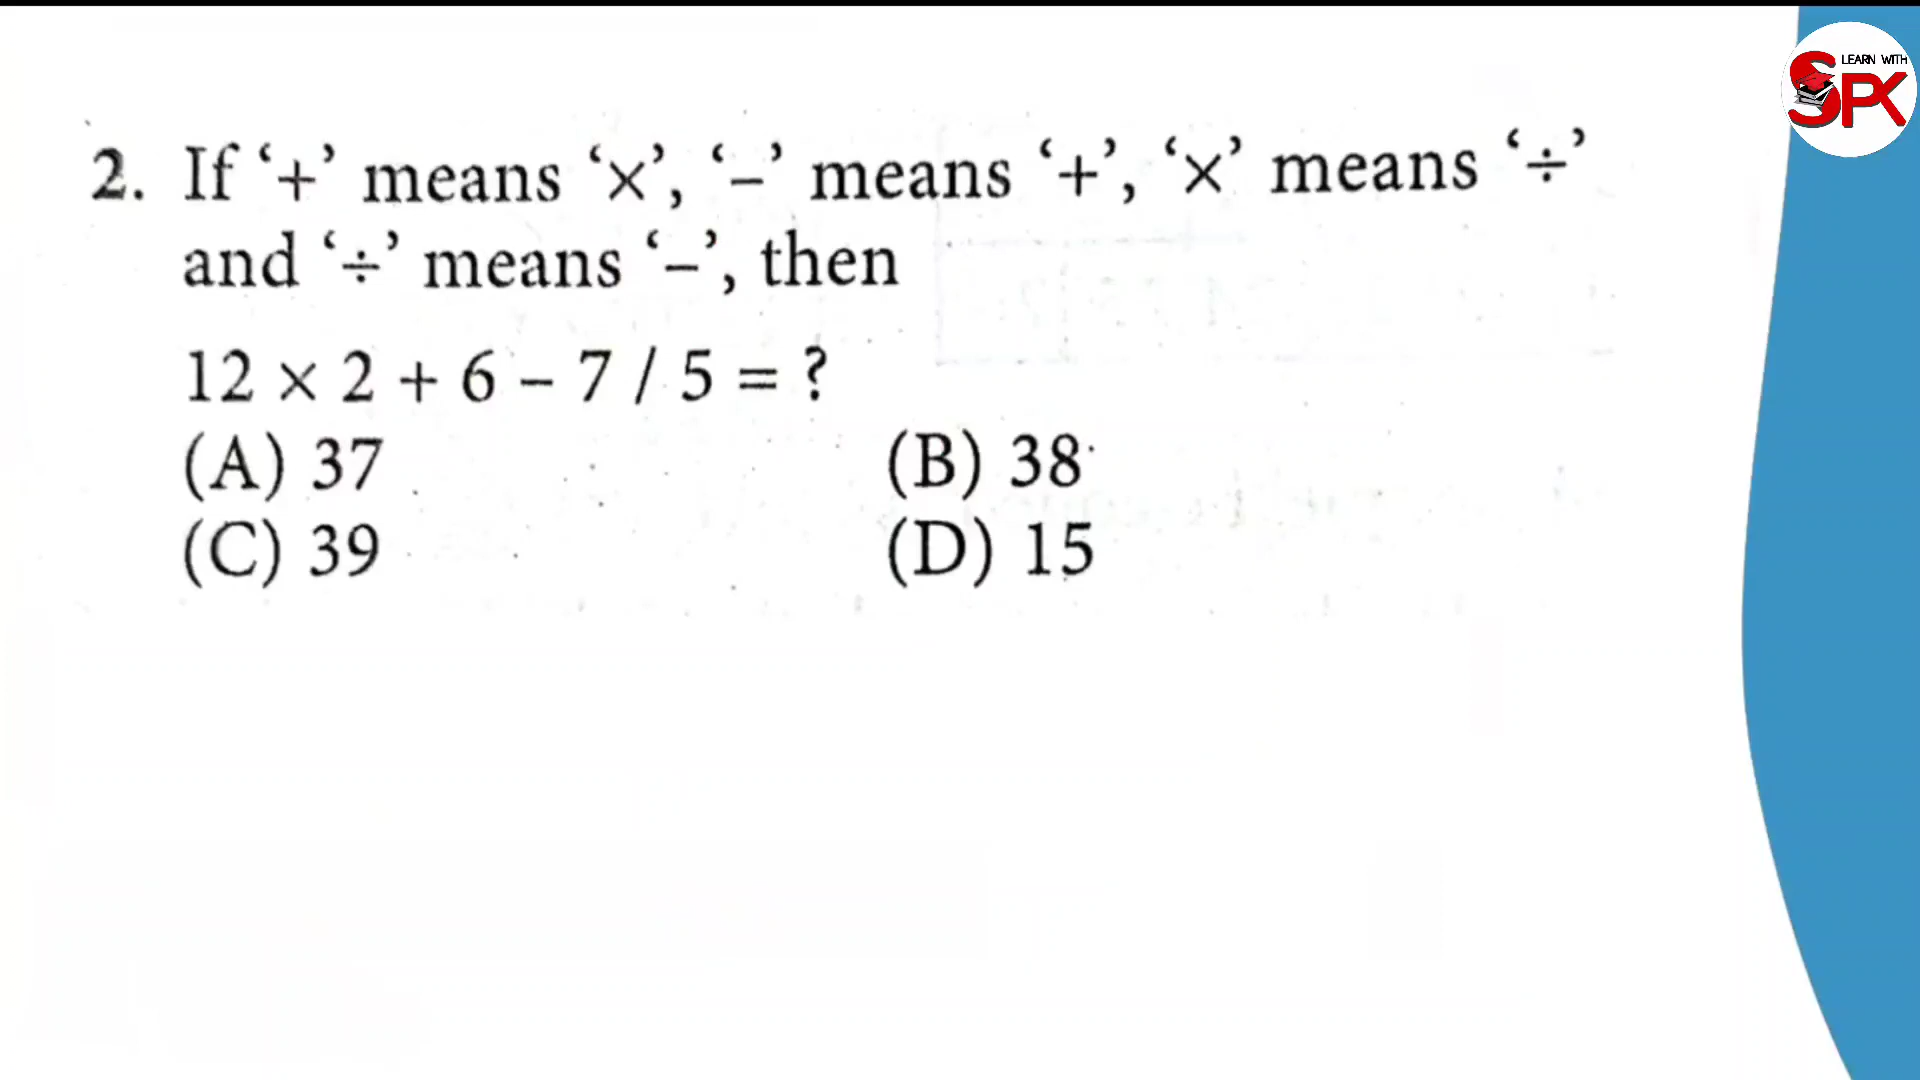 LEARN WITH
SPK
2. If ‘+’ means ‘×’, ‘–’ means ‘+’, ‘×’ means ‘÷’
and ‘÷’ means ‘–’, then
12 × 2 + 6 – 7 / 5 = ?
(A) 37 (B) 38
(C) 39 (D) 15